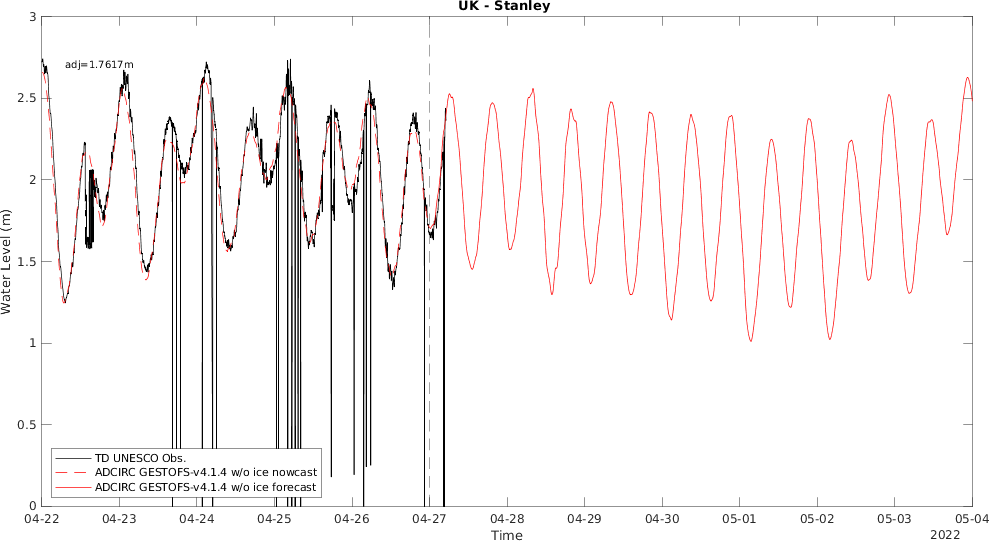 UK - Stanley
adj=1.7617m
3
2.5
2
1.5
1
0.5
0
Water Level (m)
TD UNESCO Obs.
ADCIRC GESTOFS-v4.1.4 w/o ice nowcast
ADCIRC GESTOFS-v4.1.4 w/o ice forecast
04-22 04-23 04-24 04-25 04-26 04-27 04-28 04-29 04-30 05-01 05-02 05-03 05-04
Time
2022